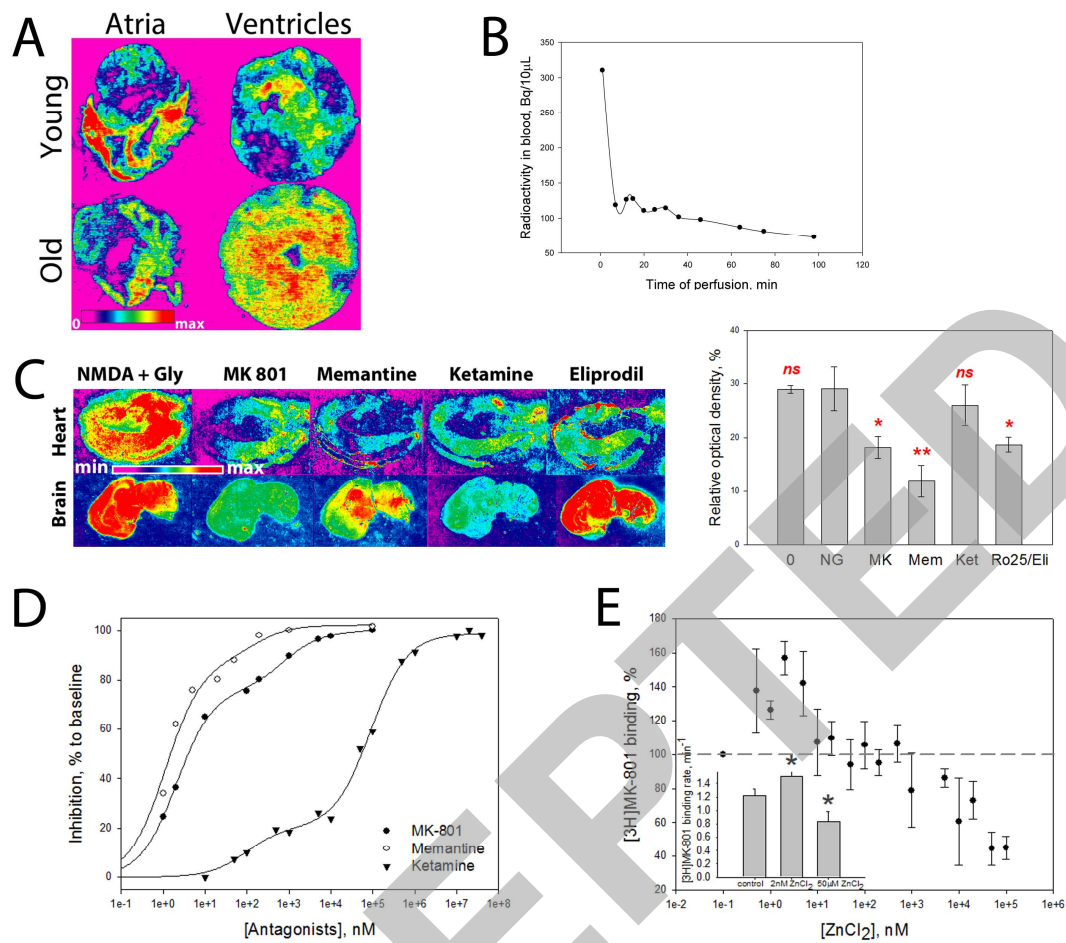 A
Atria
Ventricles
Young
Old
0
max
B
Radioactivity in blood, Bq/10µL
350
300
250
200
150
100
50
0
20
40
60
80
100
120
Time of perfusion, min
C
NMDA + Gly
MK 801
Memantine
Ketamine
Eliprodil
Heart
min
max
Brain
Relative optical density, %
40
30
20
10
0
ns
*
**
ns
*
0
NG
MK
Mem
Ket
Ro25/Eli
D
Inhibition, % to baseline
100
80
60
40
20
0
MK-801
Memantine
Ketamine
1e-1
1e+0
1e+1
1e+2
1e+3
1e+4
1e+5
1e+6
1e+7
1e+8
[Antagonists], nM
E
[3H]MK-801 binding, %
180
160
140
120
100
80
60
40
20
[3H]MK-801 binding rate, min⁻¹
1.4
1.2
1.0
0.8
0.6
0.4
0.2
0.0
*
*
control
2nM ZnCl₂
50µM ZnCl₂
1e-2
1e-1
1e+0
1e+1
1e+2
1e+3
1e+4
1e+5
1e+6
[ZnCl₂], nM
EPTED